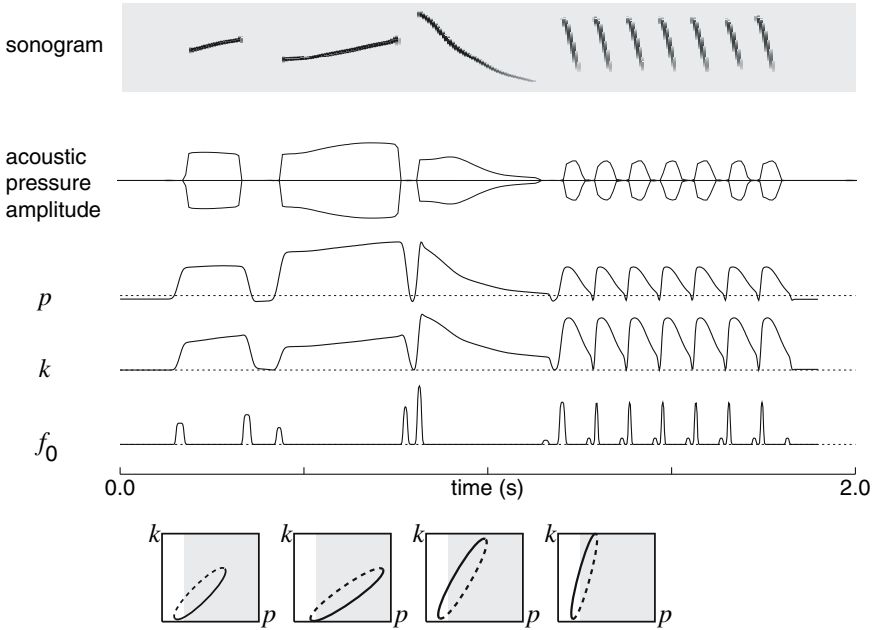 sonogram
acoustic
pressure
amplitude
p
k
f0
0.0 time (s) 2.0
k k k k
p p p p